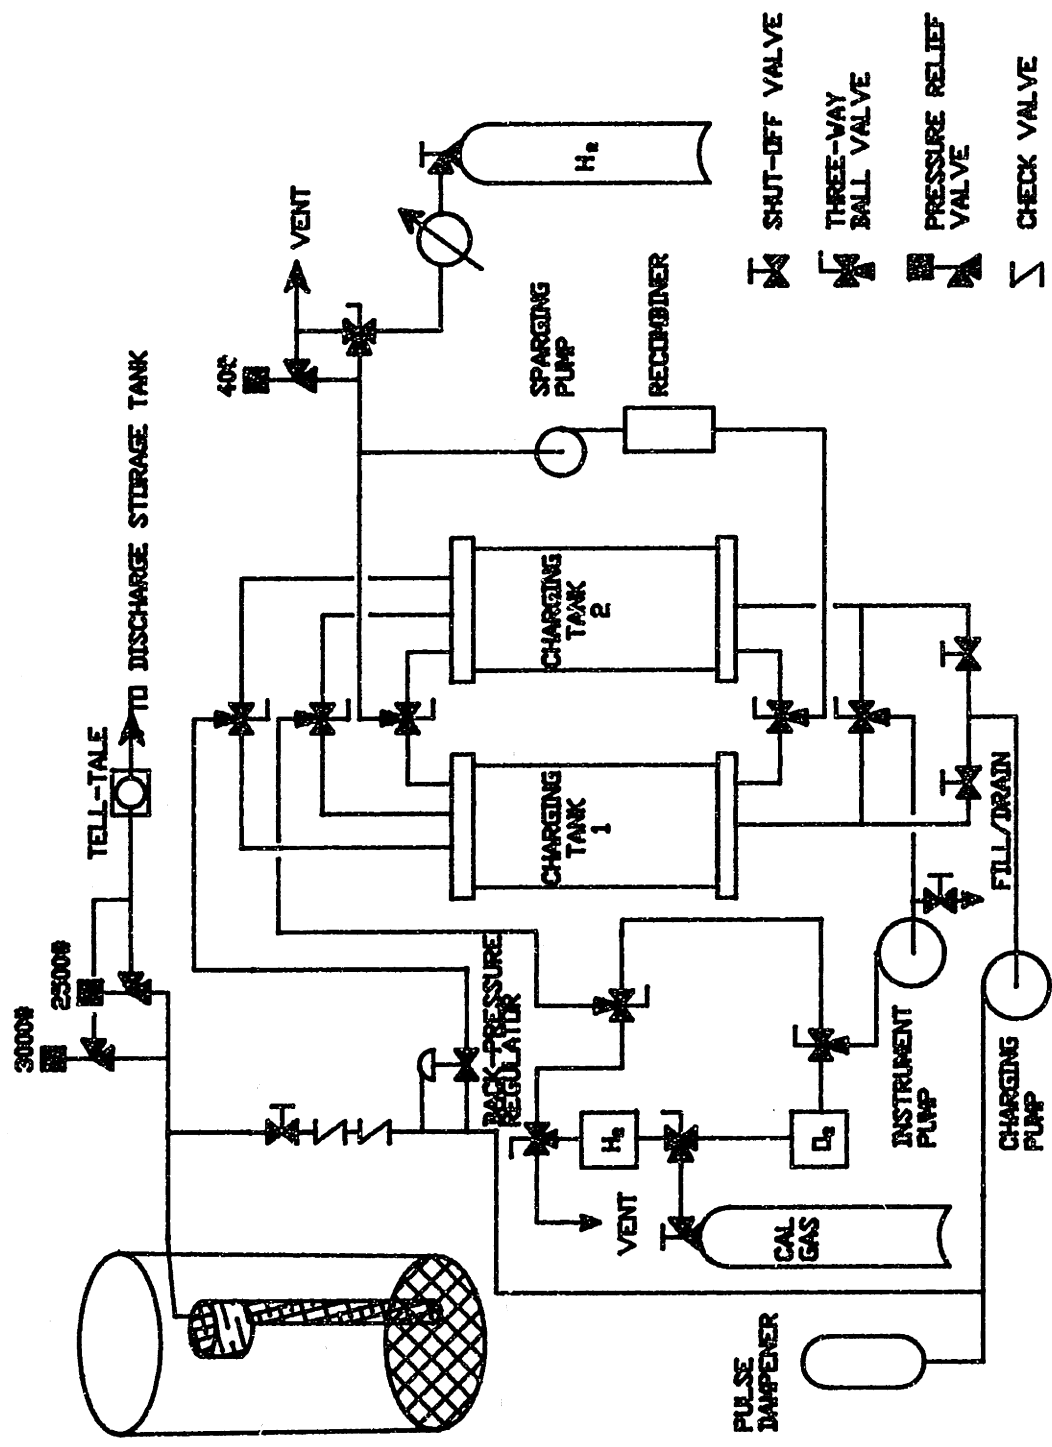 3000#
2500#
TELL-TALE
TO DISCHARGE STORAGE TANK
40#
VENT
BACK-PRESSURE
REGULATOR
CHARGING
TANK
1
CHARGING
TANK
2
SPARGING
PUMP
H₂
H₂
VENT
RECOMBINER
PULSE
DAMPENER
CAL
GAS
O₂
INSTRUMENT
PUMP
FILL/DRAIN
CHARGING
PUMP
SHUT-OFF VALVE
THREE-WAY
BALL VALVE
PRESSURE RELIEF
VALVE
CHECK VALVE